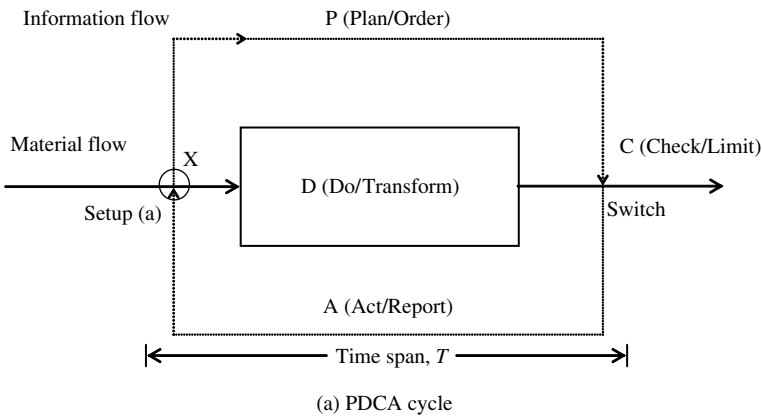 Information flow
P (Plan/Order)
Material flow
X
C (Check/Limit)
D (Do/Transform)
Setup (a)
Switch
A (Act/Report)
Time span, T
(a) PDCA cycle